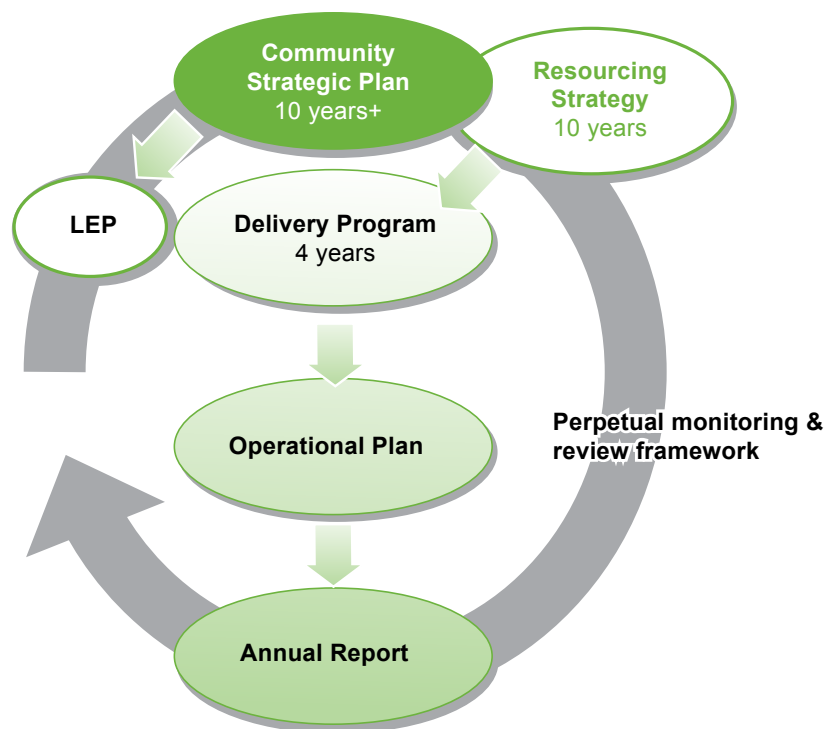 Community
Strategic Plan
10 years+
Resourcing
Strategy
10 years
LEP
Delivery Program
4 years
Operational Plan
Perpetual monitoring &
review framework
Annual Report